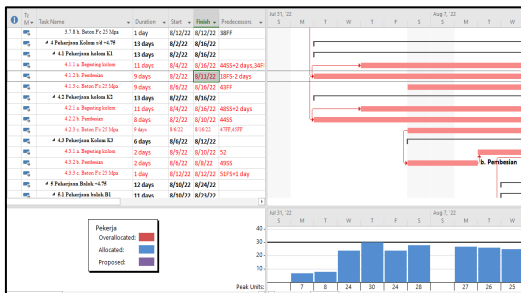 Jul 31, '22 Aug 7, '22
Task Name Duration Start Finish Predecessors S M T W T F S S M T W
3.7.8 b. Beton Fc 25 Mpa 1 day 8/12/22 8/12/22 38FF
4 Pekerjaan Kolom s/d +4.75 13 days 8/2/22 8/16/22
4.1 Pekerjaan kolom K1 13 days 8/2/22 8/16/22
4.1.1 a. Begesting kolom 11 days 8/4/22 8/16/22 44SS+2 days,34F
4.1.2 b. Pembesian 9 days 8/2/22 8/11/22 18FS-2 days
4.1.3 c. Beton Fc 25 Mpa 9 days 8/6/22 8/16/22 43FF
4.2 Pekerjaan kolom K2 13 days 8/2/22 8/16/22
4.2.1 a. Begesting kolom 11 days 8/4/22 8/16/22 48SS+2 days
4.2.2 b. Pembesian 8 days 8/2/22 8/10/22 44SS
4.2.3 c. Beton Fc 25 Mpa 9 days 8/6/22 8/16/22 47FF,45FF
4.3 Pekerjaan Kolom K3 6 days 8/6/22 8/12/22
4.3.1 a. Begesting kolom 2 days 8/9/22 8/10/22 52
4.3.2 b. Pembesian 2 days 8/6/22 8/8/22 49SS b. Pembesian
4.3.3 c. Beton Fc 25 Mpa 1 day 8/12/22 8/12/22 51FS+1 day
5 Pekerjaan Balok +4.75 12 days 8/10/22 8/24/22
5.1 Pekerjaan balok B1 11 days 8/10/22 8/23/22
Jul 31, '22 Aug 7, '22
S M T W T F S S M T W
Pekerja
Overallocated:
Allocated:
Proposed:
40
30
20
10
Peak Units: 7 8 24 30 24 28 27 26 25